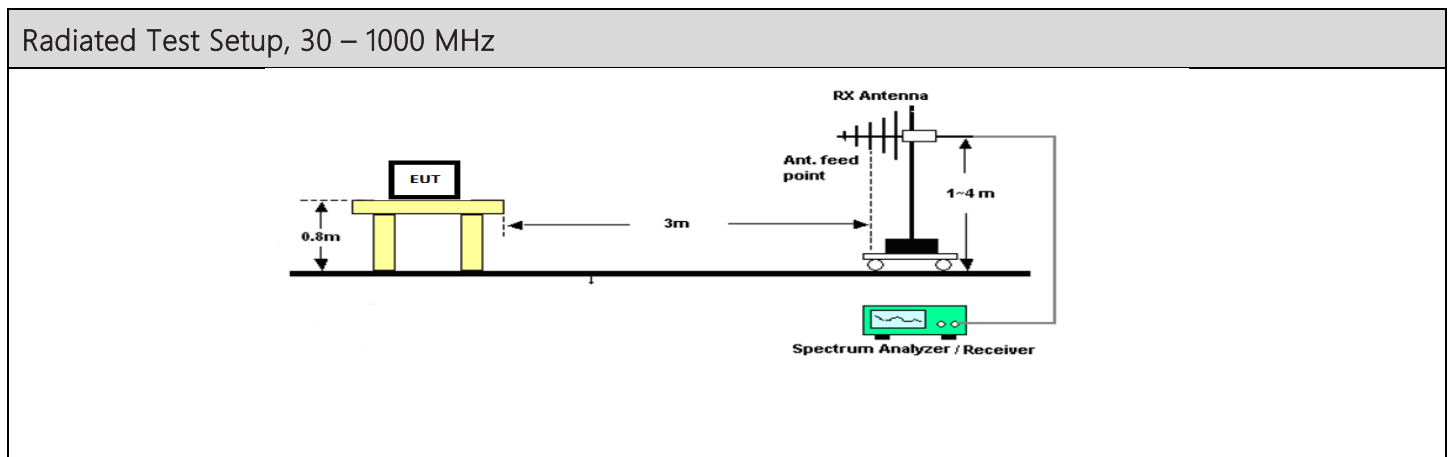 Radiated Test Setup, 30 – 1000 MHz
RX Antenna
Ant. feed
point
EUT
1~4 m
3m
0.8m
Spectrum Analyzer / Receiver